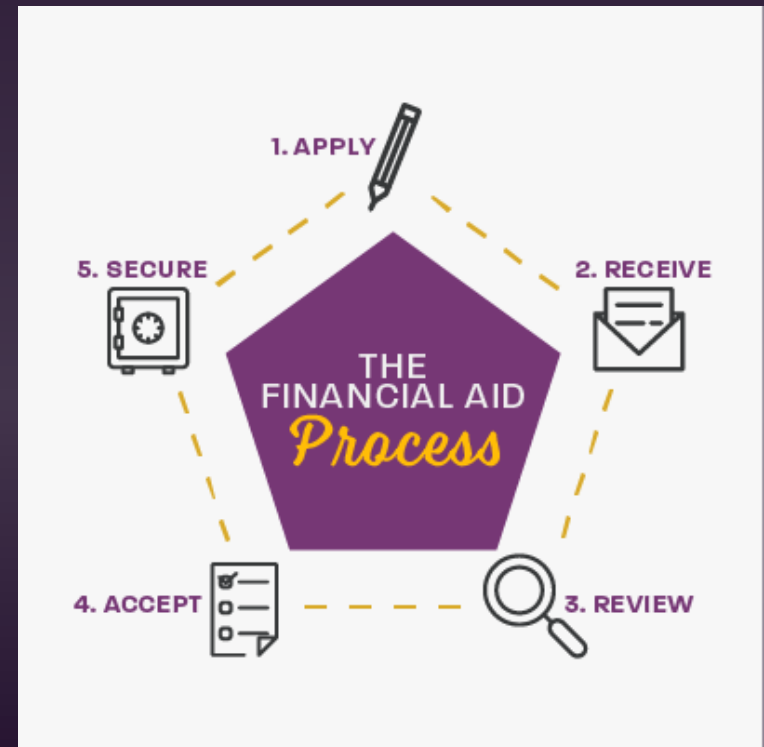 THE
FINANCIAL AID
Process
1. APPLY
2. RECEIVE
3. REVIEW
4. ACCEPT
5. SECURE